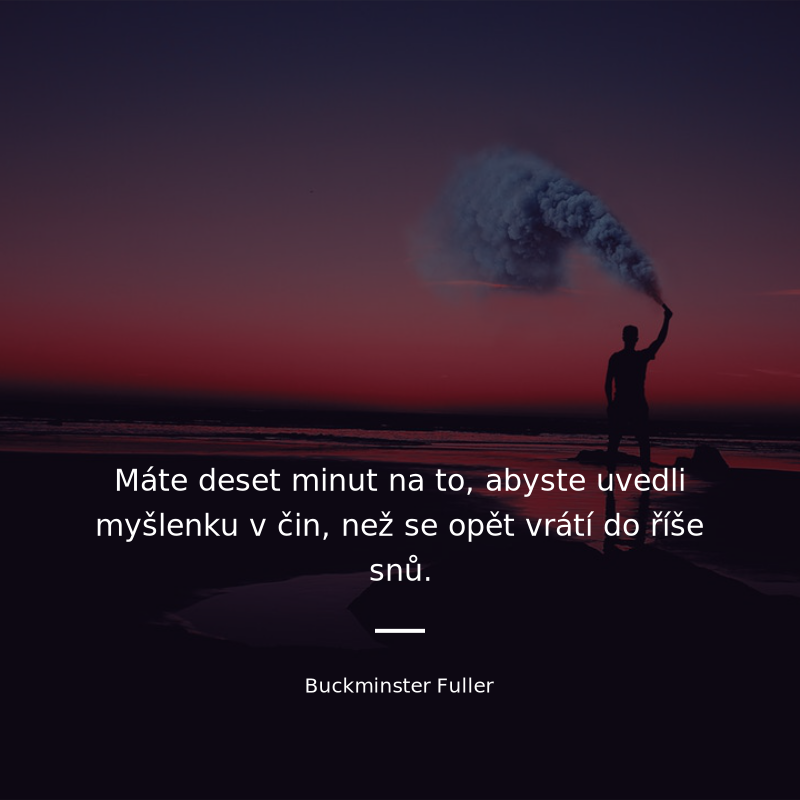 Máte deset minut na to, abyste uvedli
myšlenku v čin, než se opět vrátí do říše
snů.
Buckminster Fuller